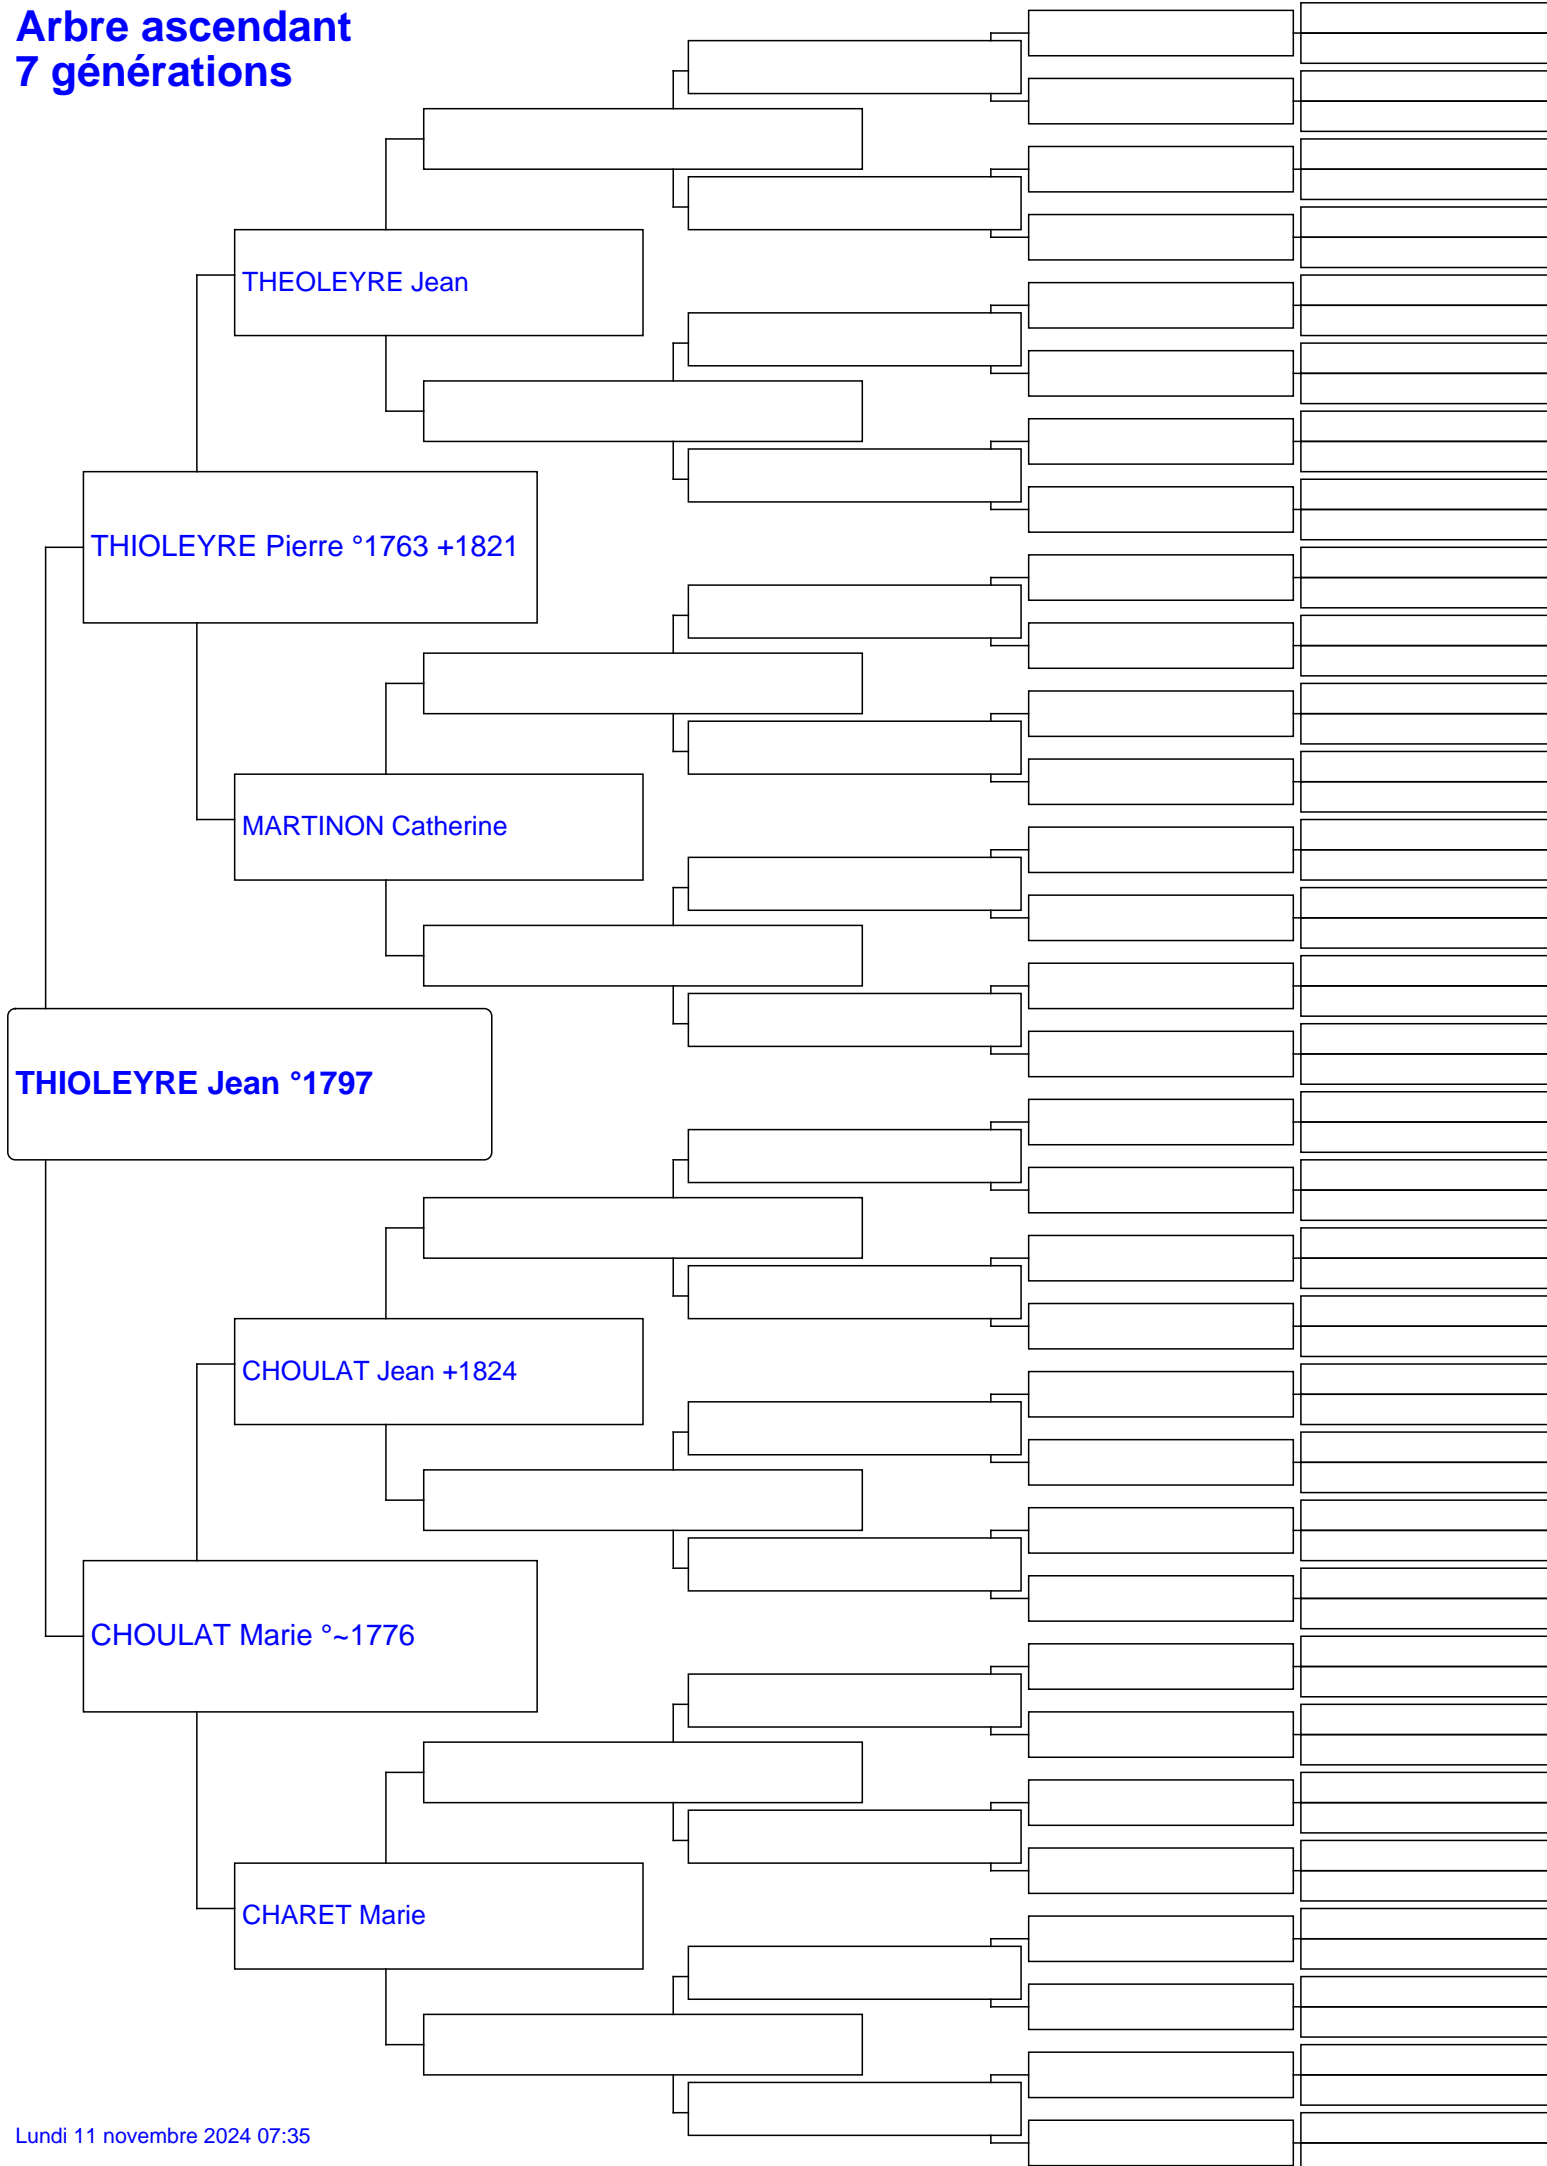 Arbre ascendant
7 générations
THEOLEYRE Jean
THIOLEYRE Pierre °1763 +1821
MARTINON Catherine
THIOLEYRE Jean °1797
CHOULAT Jean +1824
CHOULAT Marie °~1776
CHARET Marie
Lundi 11 novembre 2024 07:35